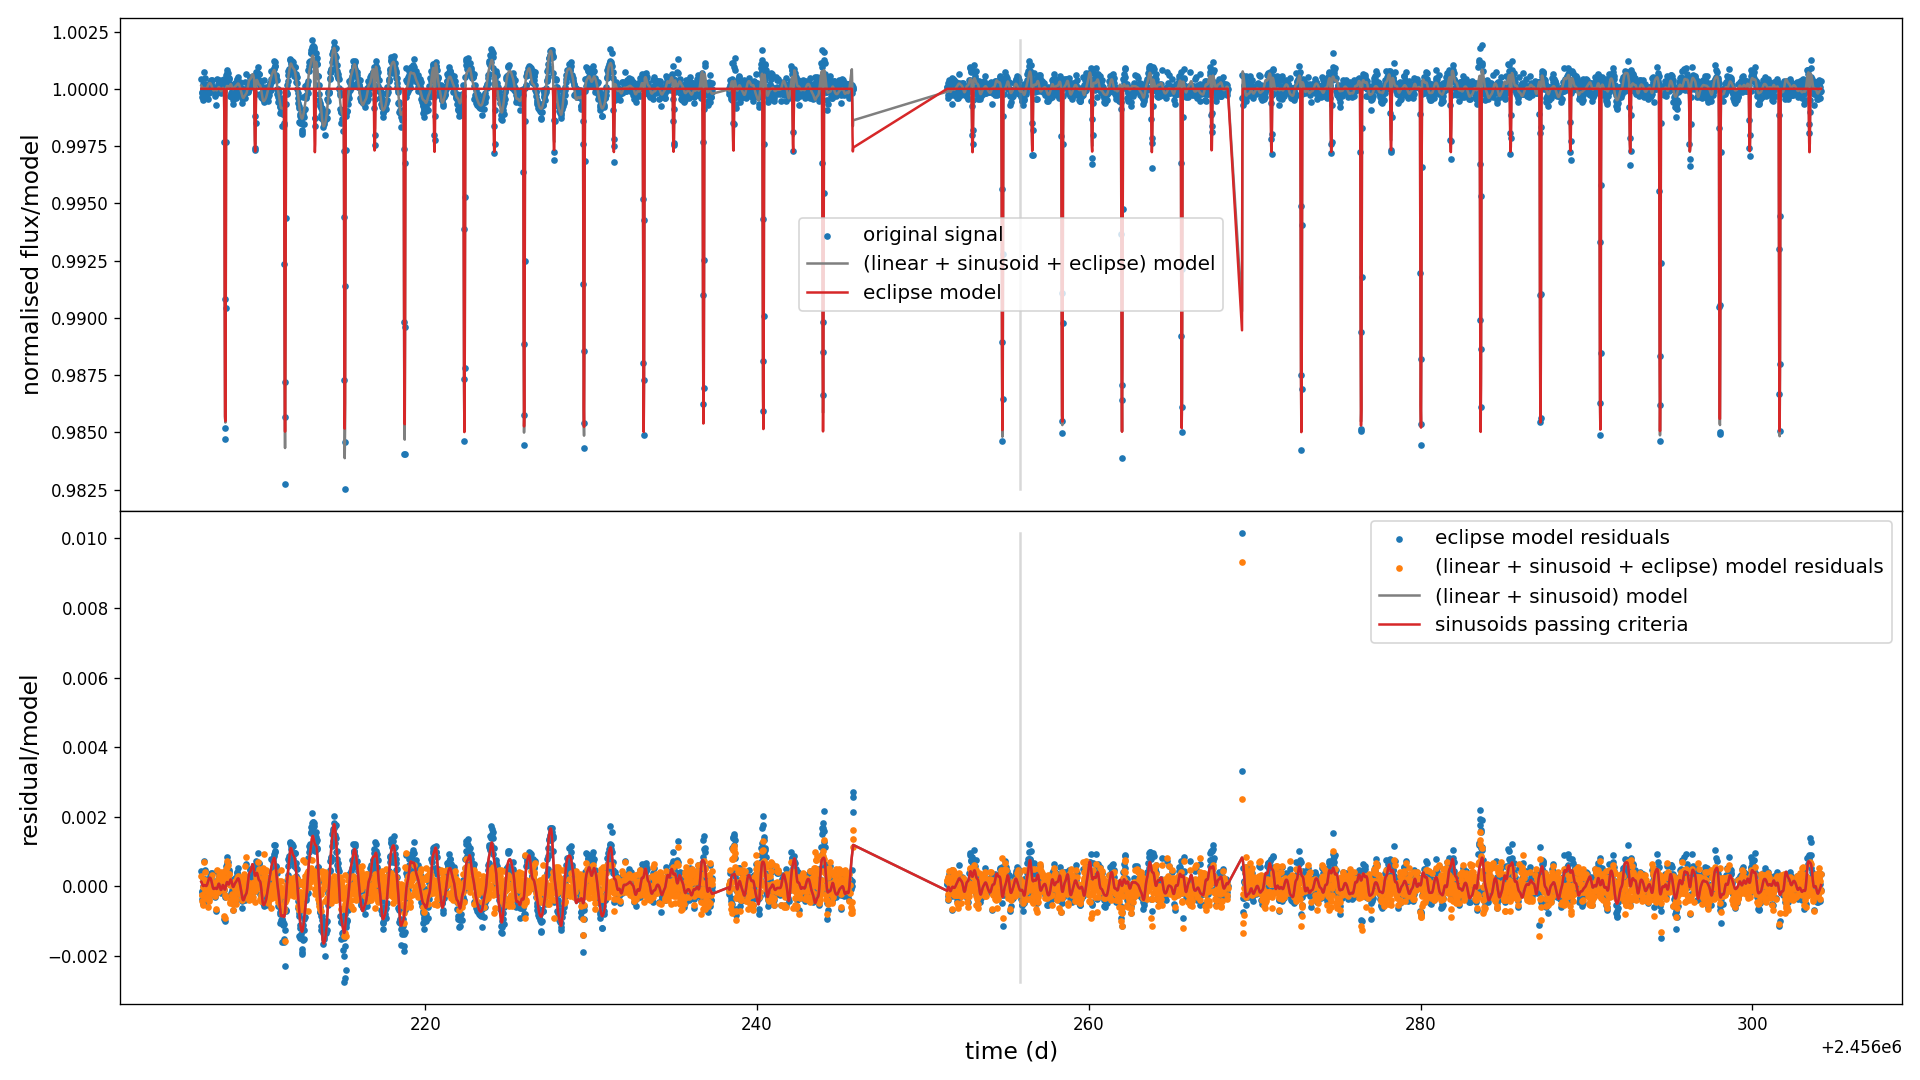 normalised flux/model
1.0025
1.0000
0.9975
0.9950
0.9925
0.9900
0.9875
0.9850
0.9825
original signal
(linear + sinusoid + eclipse) model
eclipse model
residual/model
0.010
0.008
0.006
0.004
0.002
0.000
−0.002
eclipse model residuals
(linear + sinusoid + eclipse) model residuals
(linear + sinusoid) model
sinusoids passing criteria
220
240
260
280
300
time (d)
+2.456e6